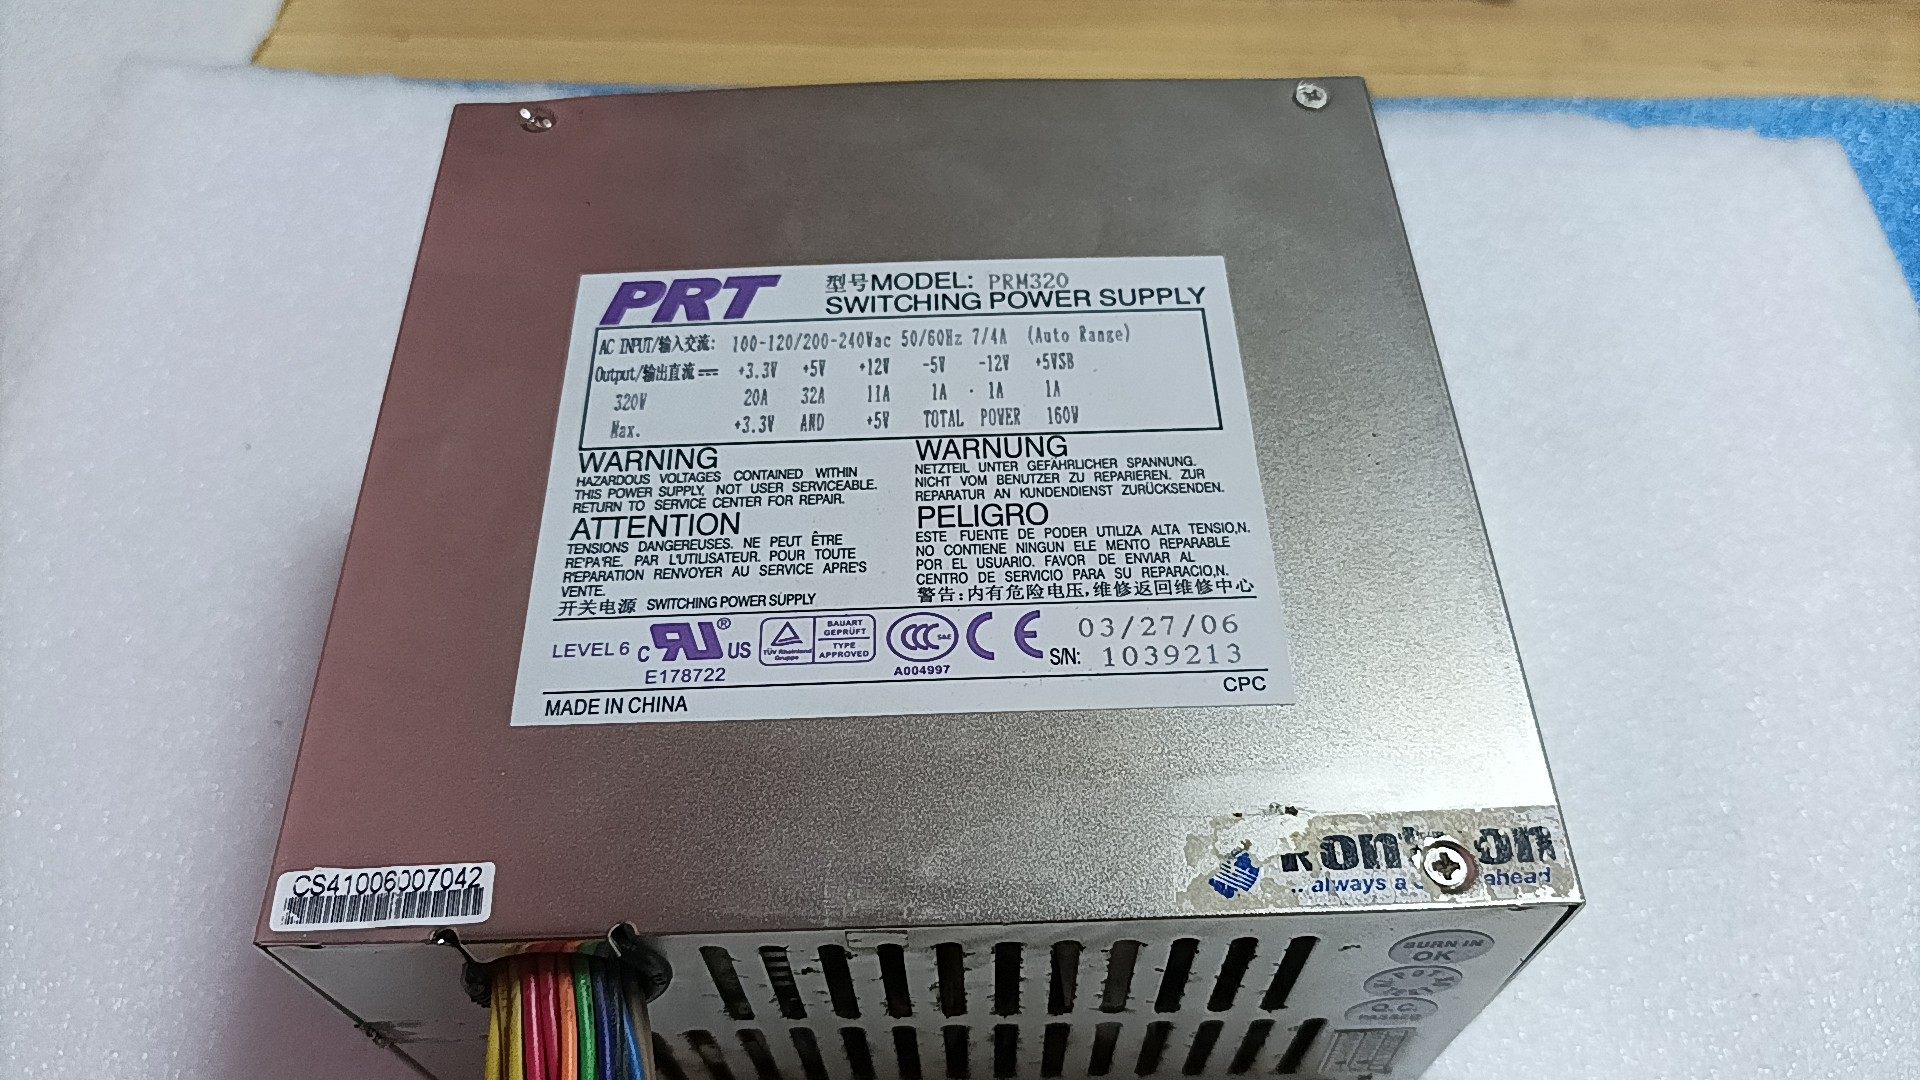 PRT
型号MODEL: PRM320
SWITCHING POWER SUPPLY
AC INPUT/输入交流: 100-120/200-240Vac 50/60Hz 7/4A (Auto Range)
Output/输出直流 +3.3V +5V +12V -5V -12V +5VSB
320W 20A 32A 11A 1A 1A 1A
Max. +3.3V AND +5V TOTAL POWER 160W
WARNING
HAZARDOUS VOLTAGES CONTAINED WITHIN
THIS POWER SUPPLY, NOT USER SERVICEABLE.
RETURN TO SERVICE CENTER FOR REPAIR.
ATTENTION
TENSIONS DANGEREUSES. NE PEUT ÊTRE
RE'PA'RE. PAR L'UTILISATEUR. POUR TOUTE
R'EPARATION RENVOYER AU SERVICE APRE'S
VENTE.
WARNUNG
NETZTEIL UNTER GEFÄHRLICHER SPANNUNG.
NICHT VOM BENUTZER ZU REPARIEREN. ZUR
REPARATUR AN KUNDENDIENST ZURÜCKSENDEN.
PELIGRO
ESTE FUENTE DE PODER UTILIZA ALTA TENSIO,N.
NO CONTIENE NINGUN ELE MENTO REPARABLE
POR EL USUARIO. FAVOR DE ENVIAR AL
CENTRO DE SERVICIO PARA SU REPARACIO,N.
警告:内有危险电压,维修返回维修中心
开关电源 SWITCHING POWER SUPPLY
LEVEL 6 C RU ® US
E178722
TÜV Rheinland Gruppe
BAUART GEPRÜFT
TYPE APPROVED
CCC S&E
A004997
CE
03/27/06
S/N: 1039213
MADE IN CHINA
CPC
CS41006007042
always a ahead
BURN IN
OK
Q.C.
PASSED